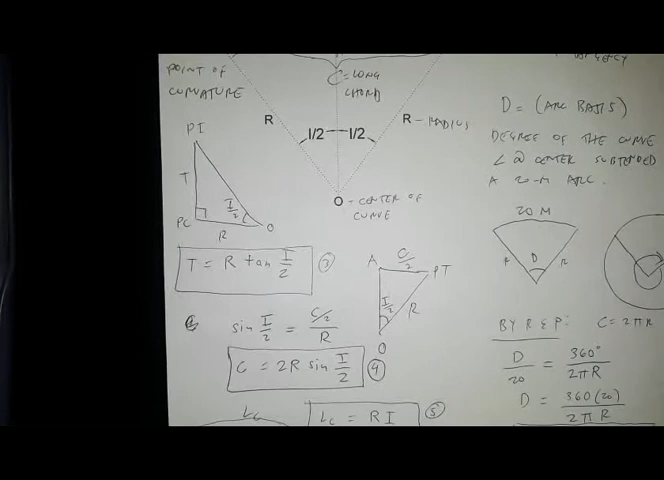 POINT OF
CURVATURE
C = LONG
CHORD
R
I/2
I/2
R - RADIUS
O - CENTER OF
CURVE
PI
T
I/2
PC
R
O
T = R tan I/2
2
A
C/2
PT
I/2
R
O
sin I/2 = C/2 / R
C = 2R sin I/2
4
LC
LC = R I
5
D = (ARC BASIS)
DEGREE OF THE CURVE
∠ @ CENTER SUBTENDED
A 20-M ARC.
20 M
R
D
R
BY R & P:
C = 2πR
D/20 = 360°/2πR
D = 360(20)/2πR